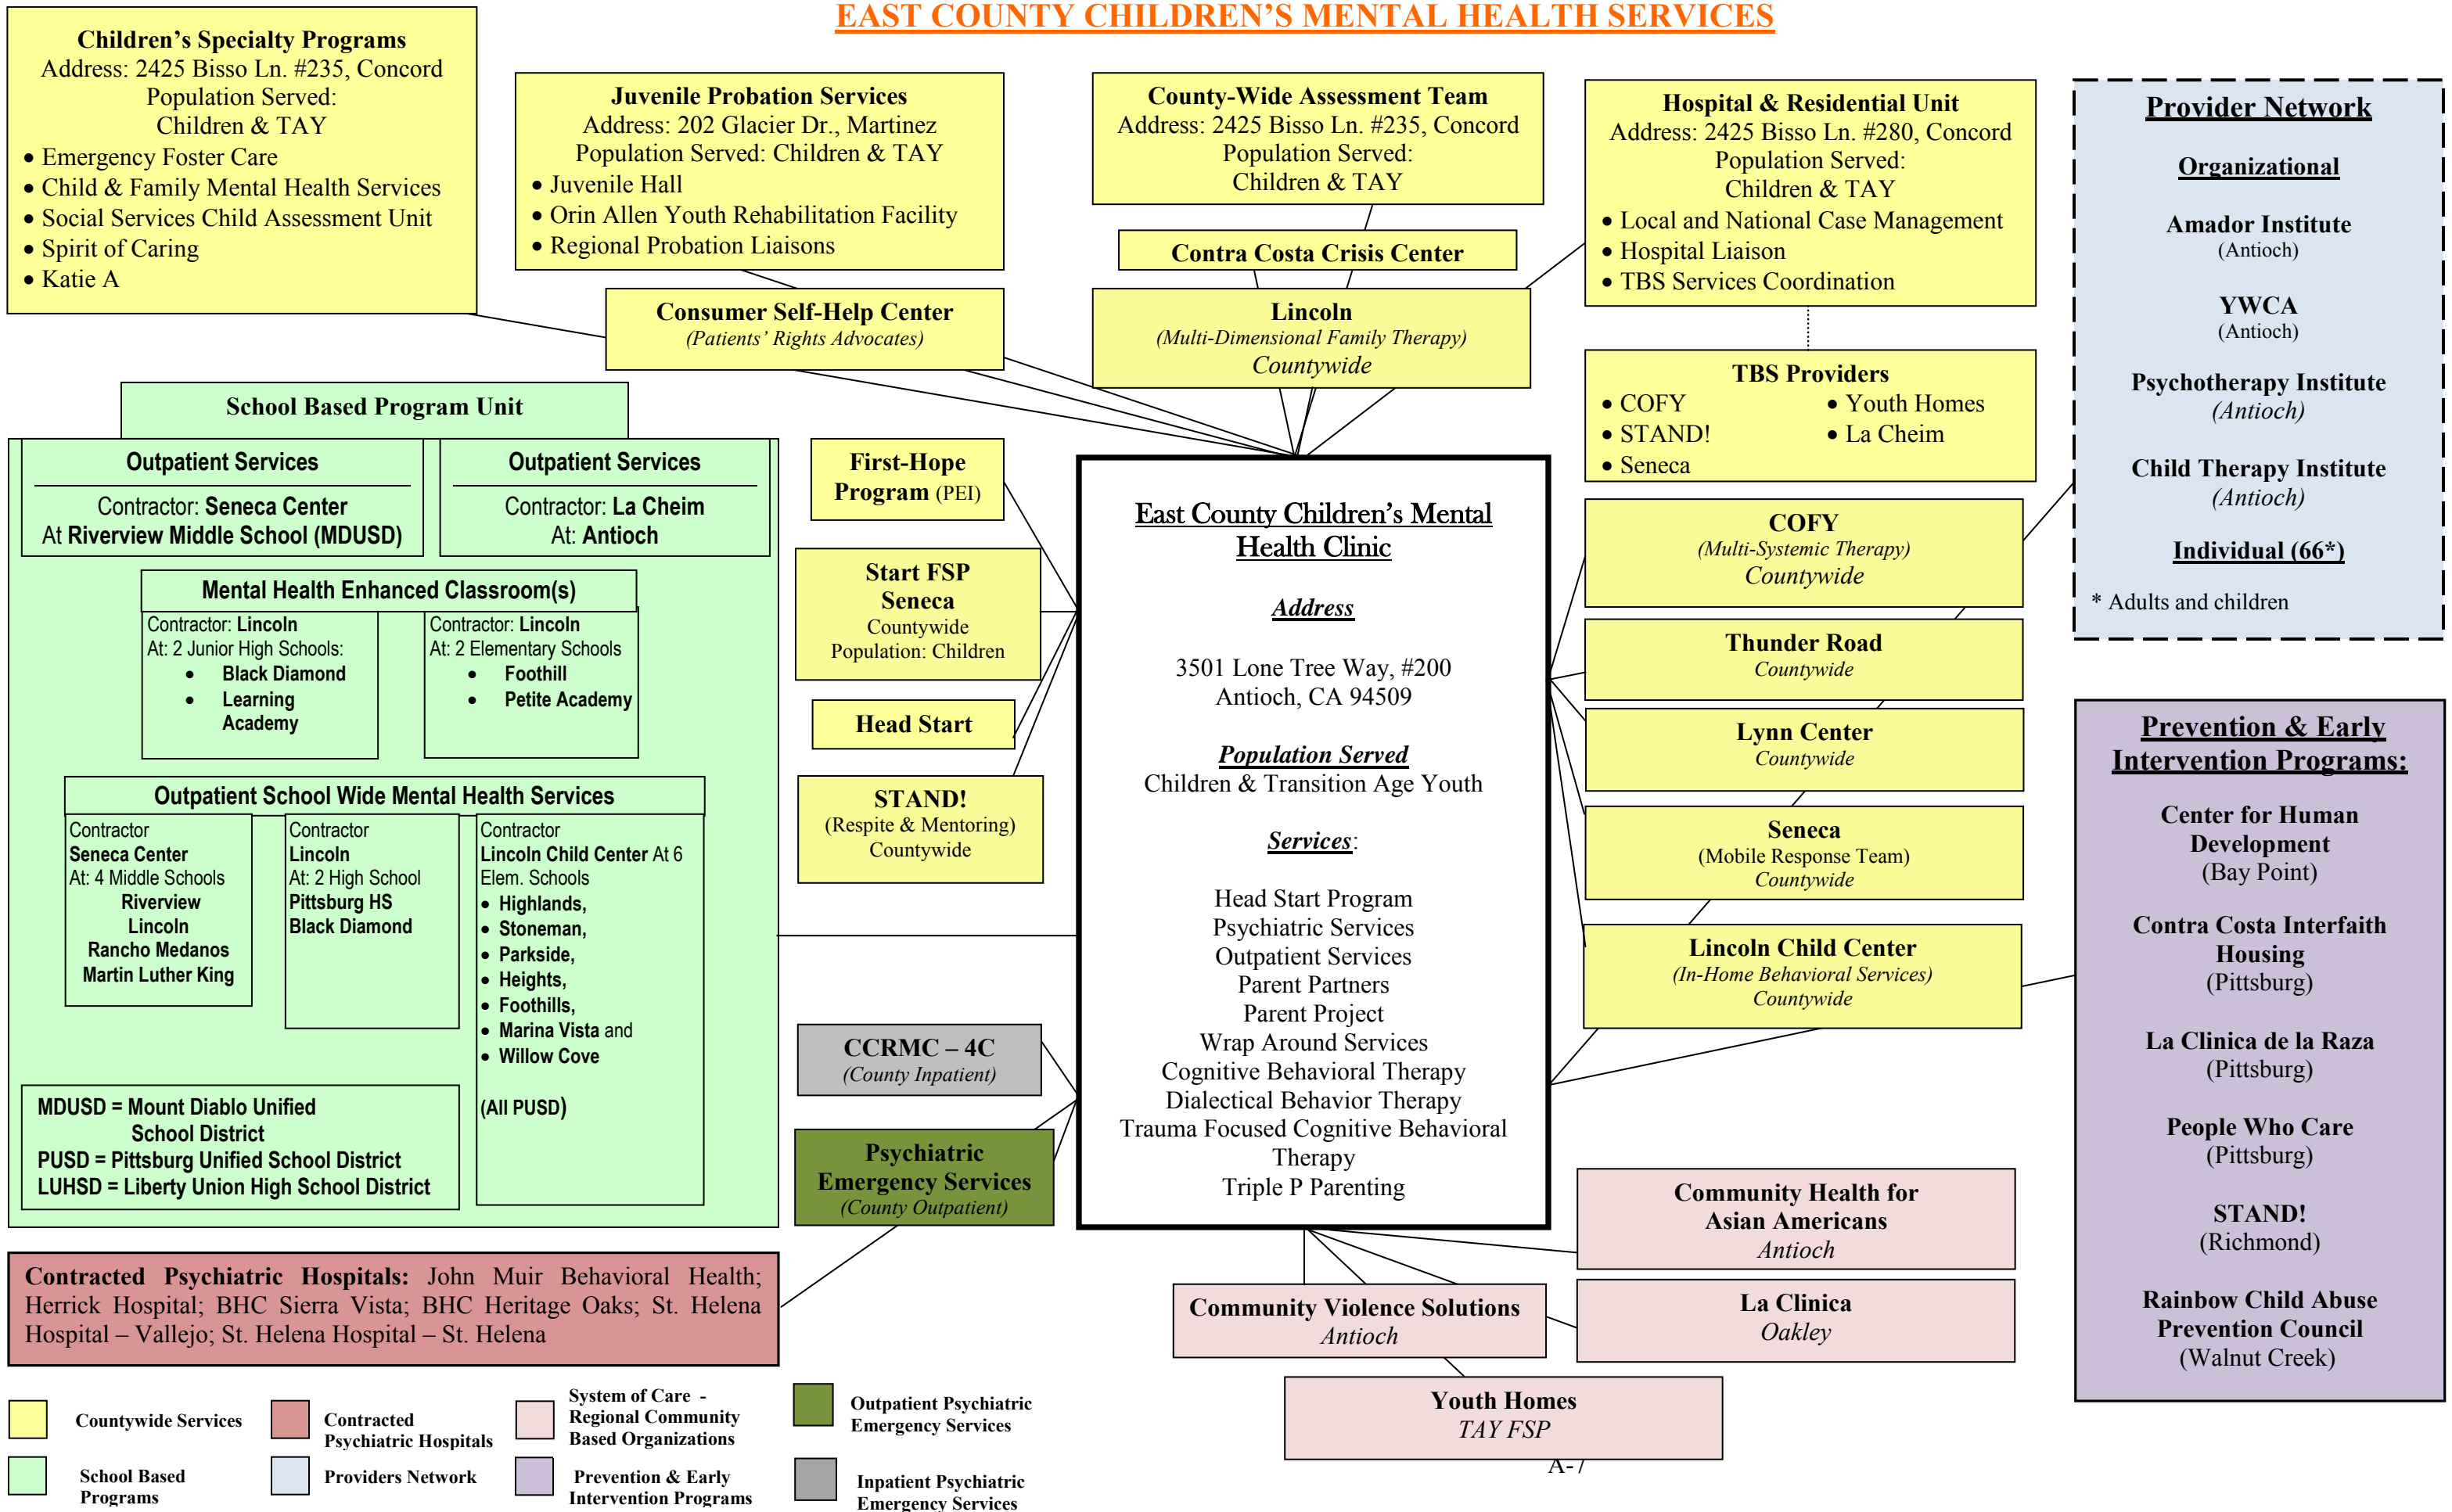 EAST COUNTY CHILDREN'S MENTAL HEALTH SERVICES
Children's Specialty Programs
Address: 2425 Bisso Ln. #235, Concord
Population Served:
Children & TAY
• Emergency Foster Care
• Child & Family Mental Health Services
• Social Services Child Assessment Unit
• Spirit of Caring
• Katie A
Juvenile Probation Services
Address: 202 Glacier Dr., Martinez
Population Served: Children & TAY
• Juvenile Hall
• Orin Allen Youth Rehabilitation Facility
• Regional Probation Liaisons
County-Wide Assessment Team
Address: 2425 Bisso Ln. #235, Concord
Population Served:
Children & TAY
Hospital & Residential Unit
Address: 2425 Bisso Ln. #280, Concord
Population Served:
Children & TAY
• Local and National Case Management
• Hospital Liaison
• TBS Services Coordination
Provider Network
Organizational
Amador Institute
(Antioch)
YWCA
(Antioch)
Psychotherapy Institute
(Antioch)
Child Therapy Institute
(Antioch)
Individual (66*)
* Adults and children
Contra Costa Crisis Center
Consumer Self-Help Center
(Patients' Rights Advocates)
Lincoln
(Multi-Dimensional Family Therapy)
Countywide
TBS Providers
• COFY
• STAND!
• Seneca
• Youth Homes
• La Cheim
School Based Program Unit
Outpatient Services
Contractor: Seneca Center
At Riverview Middle School (MDUSD)
Outpatient Services
Contractor: La Cheim
At: Antioch
Mental Health Enhanced Classroom(s)
Contractor: Lincoln
At: 2 Junior High Schools:
• Black Diamond
• Learning
Academy
Contractor: Lincoln
At: 2 Elementary Schools
• Foothill
• Petite Academy
Outpatient School Wide Mental Health Services
Contractor
Seneca Center
At: 4 Middle Schools
Riverview
Lincoln
Rancho Medanos
Martin Luther King
Contractor
Lincoln
At: 2 High School
Pittsburg HS
Black Diamond
Contractor
Lincoln Child Center At 6
Elem. Schools
• Highlands,
• Stoneman,
• Parkside,
• Heights,
• Foothills,
• Marina Vista and
• Willow Cove
(All PUSD)
MDUSD = Mount Diablo Unified
School District
PUSD = Pittsburg Unified School District
LUHSD = Liberty Union High School District
First-Hope
Program (PEI)
Start FSP
Seneca
Countywide
Population: Children
Head Start
STAND!
(Respite & Mentoring)
Countywide
CCRMC – 4C
(County Inpatient)
Psychiatric
Emergency Services
(County Outpatient)
East County Children's Mental
Health Clinic
Address
3501 Lone Tree Way, #200
Antioch, CA 94509
Population Served
Children & Transition Age Youth
Services:
Head Start Program
Psychiatric Services
Outpatient Services
Parent Partners
Parent Project
Wrap Around Services
Cognitive Behavioral Therapy
Dialectical Behavior Therapy
Trauma Focused Cognitive Behavioral
Therapy
Triple P Parenting
COFY
(Multi-Systemic Therapy)
Countywide
Thunder Road
Countywide
Lynn Center
Countywide
Seneca
(Mobile Response Team)
Countywide
Lincoln Child Center
(In-Home Behavioral Services)
Countywide
Prevention & Early
Intervention Programs:
Center for Human
Development
(Bay Point)
Contra Costa Interfaith
Housing
(Pittsburg)
La Clinica de la Raza
(Pittsburg)
People Who Care
(Pittsburg)
STAND!
(Richmond)
Rainbow Child Abuse
Prevention Council
(Walnut Creek)
Community Health for
Asian Americans
Antioch
Community Violence Solutions
Antioch
La Clinica
Oakley
Youth Homes
TAY FSP
Contracted Psychiatric Hospitals: John Muir Behavioral Health;
Herrick Hospital; BHC Sierra Vista; BHC Heritage Oaks; St. Helena
Hospital – Vallejo; St. Helena Hospital – St. Helena
Countywide Services
Contracted
Psychiatric Hospitals
System of Care -
Regional Community
Based Organizations
Outpatient Psychiatric
Emergency Services
School Based
Programs
Providers Network
Prevention & Early
Intervention Programs
Inpatient Psychiatric
Emergency Services